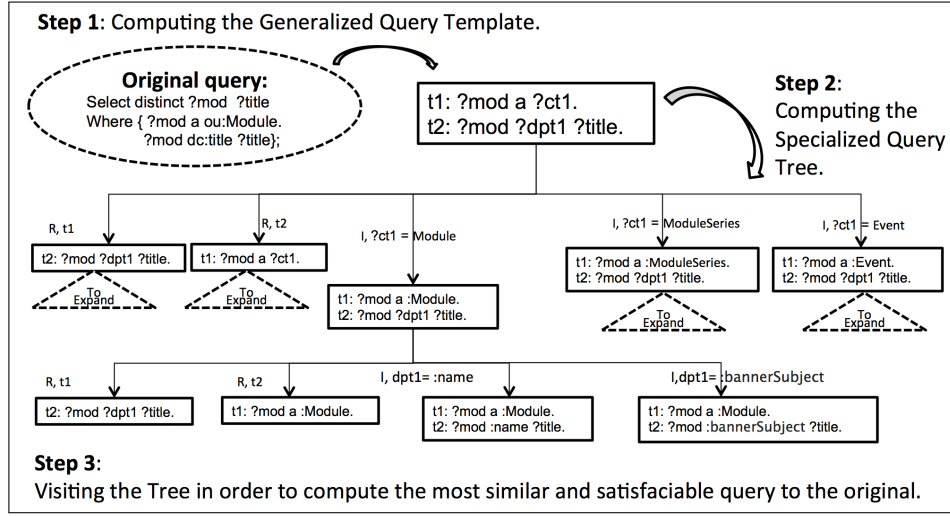 Step 1: Computing the Generalized Query Template.
Original query:
Select distinct ?mod ?title
Where { ?mod a ou:Module.
?mod dc:title ?title};
t1: ?mod a ?ct1.
t2: ?mod ?dpt1 ?title.
Step 2:
Computing the
Specialized Query
Tree.
R, t1
t2: ?mod ?dpt1 ?title.
To
Expand
R, t2
t1: ?mod a ?ct1.
To
Expand
I, ?ct1 = Module
t1: ?mod a :Module.
t2: ?mod ?dpt1 ?title.
I, ?ct1 = ModuleSeries
t1: ?mod a :ModuleSeries.
t2: ?mod ?dpt1 ?title.
To
Expand
I, ?ct1 = Event
t1: ?mod a :Event.
t2: ?mod ?dpt1 ?title.
To
Expand
R, t1
t2: ?mod ?dpt1 ?title.
R, t2
t1: ?mod a :Module.
I, dpt1= :name
t1: ?mod a :Module.
t2: ?mod :name ?title.
I,dpt1= :bannerSubject
t1: ?mod a :Module.
t2: ?mod :bannerSubject ?title.
Step 3:
Visiting the Tree in order to compute the most similar and satisfaciable query to the original.